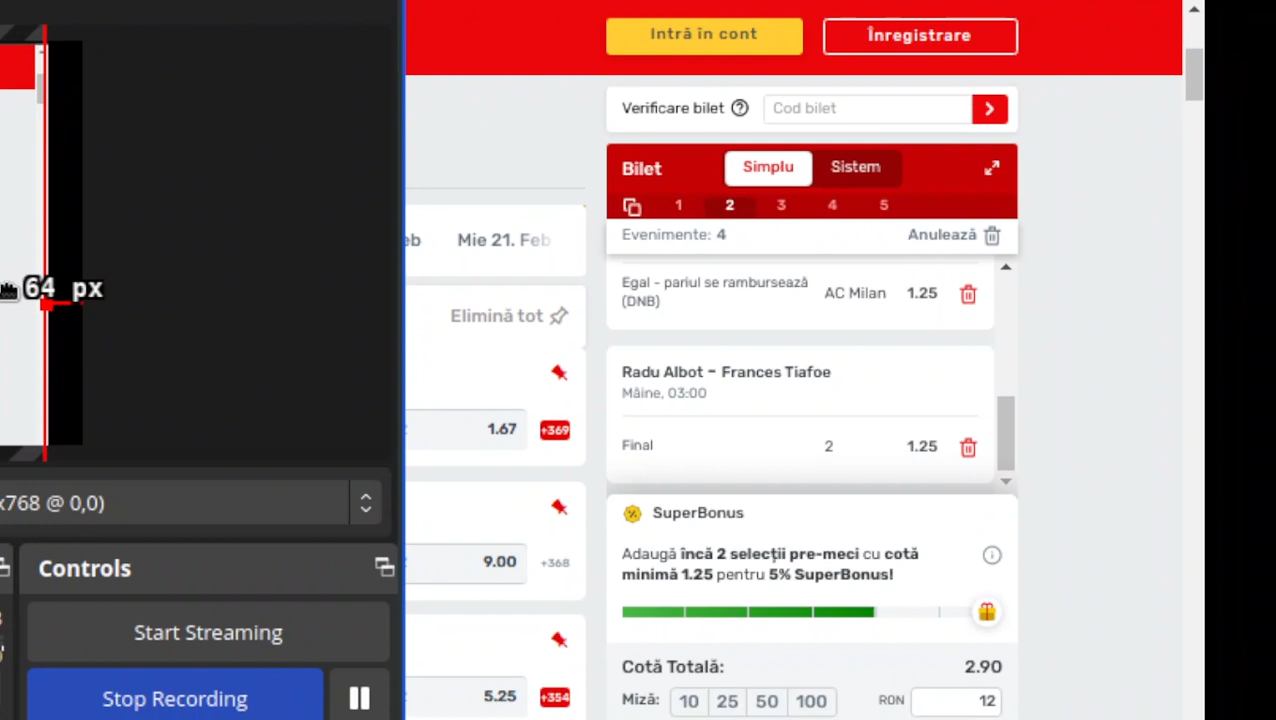 Intră în cont
Înregistrare
Verificare bilet
Cod bilet
Bilet
Simplu
Sistem
1 2 3 4 5
Evenimente: 4
Anulează
Mie 21. Feb
64 px
Egal - pariul se rambursează
(DNB)
AC Milan
1.25
Elimină tot
Radu Albot - Frances Tiafoe
Mâine, 03:00
1.67
+369
Final
2
1.25
x768 @ 0,0)
SuperBonus
Adaugă încă 2 selecții pre-meci cu cotă
minimă 1.25 pentru 5% SuperBonus!
9.00
+368
Controls
Start Streaming
Cotă Totală:
2.90
Stop Recording
5.25
+354
Miză:
10 25 50 100
RON
12